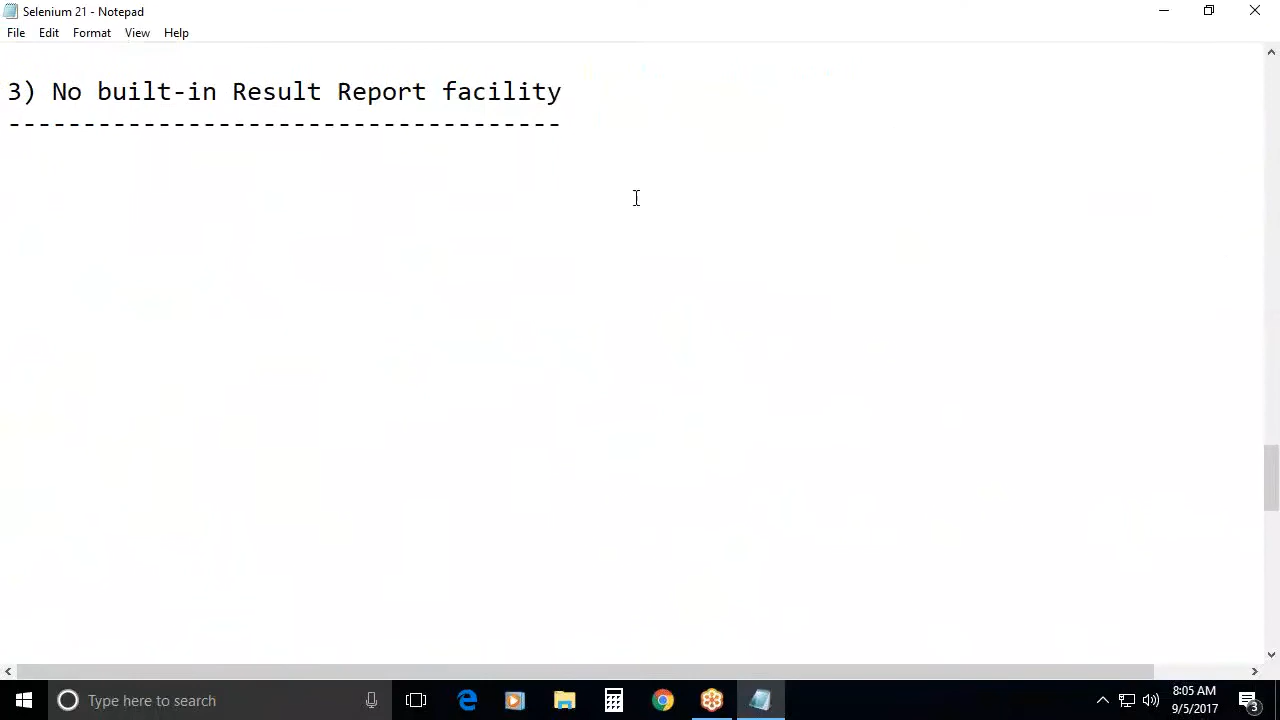 Selenium 21 - Notepad
File Edit Format View Help
3) No built-in Result Report facility
-------------------------------------
Type here to search
8:05 AM
9/5/2017
3